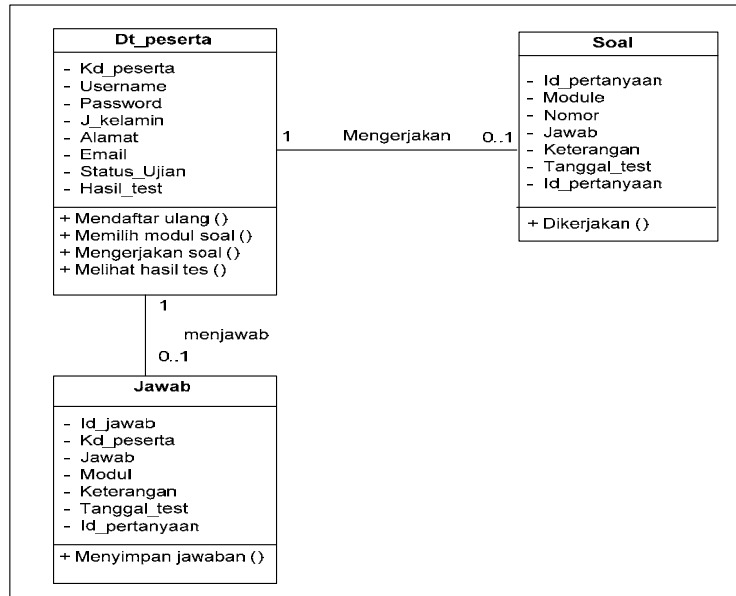 Dt_peserta
- Kd_peserta
- Username
- Password
- J_kelamin
- Alamat
- Email
- Status_Ujian
- Hasil_test
+ Mendaftar ulang ()
+ Memilih modul soal ()
+ Mengerjakan soal ()
+ Melihat hasil tes ()
1 Mengerjakan 0..1
Soal
- Id_pertanyaan
- Module
- Nomor
- Jawab
- Keterangan
- Tanggal_test
- Id_pertanyaan
+ Dikerjakan ()
1
menjawab
0..1
Jawab
- Id_jawab
- Kd_peserta
- Jawab
- Modul
- Keterangan
- Tanggal_test
- Id_pertanyaan
+ Menyimpan jawaban ()